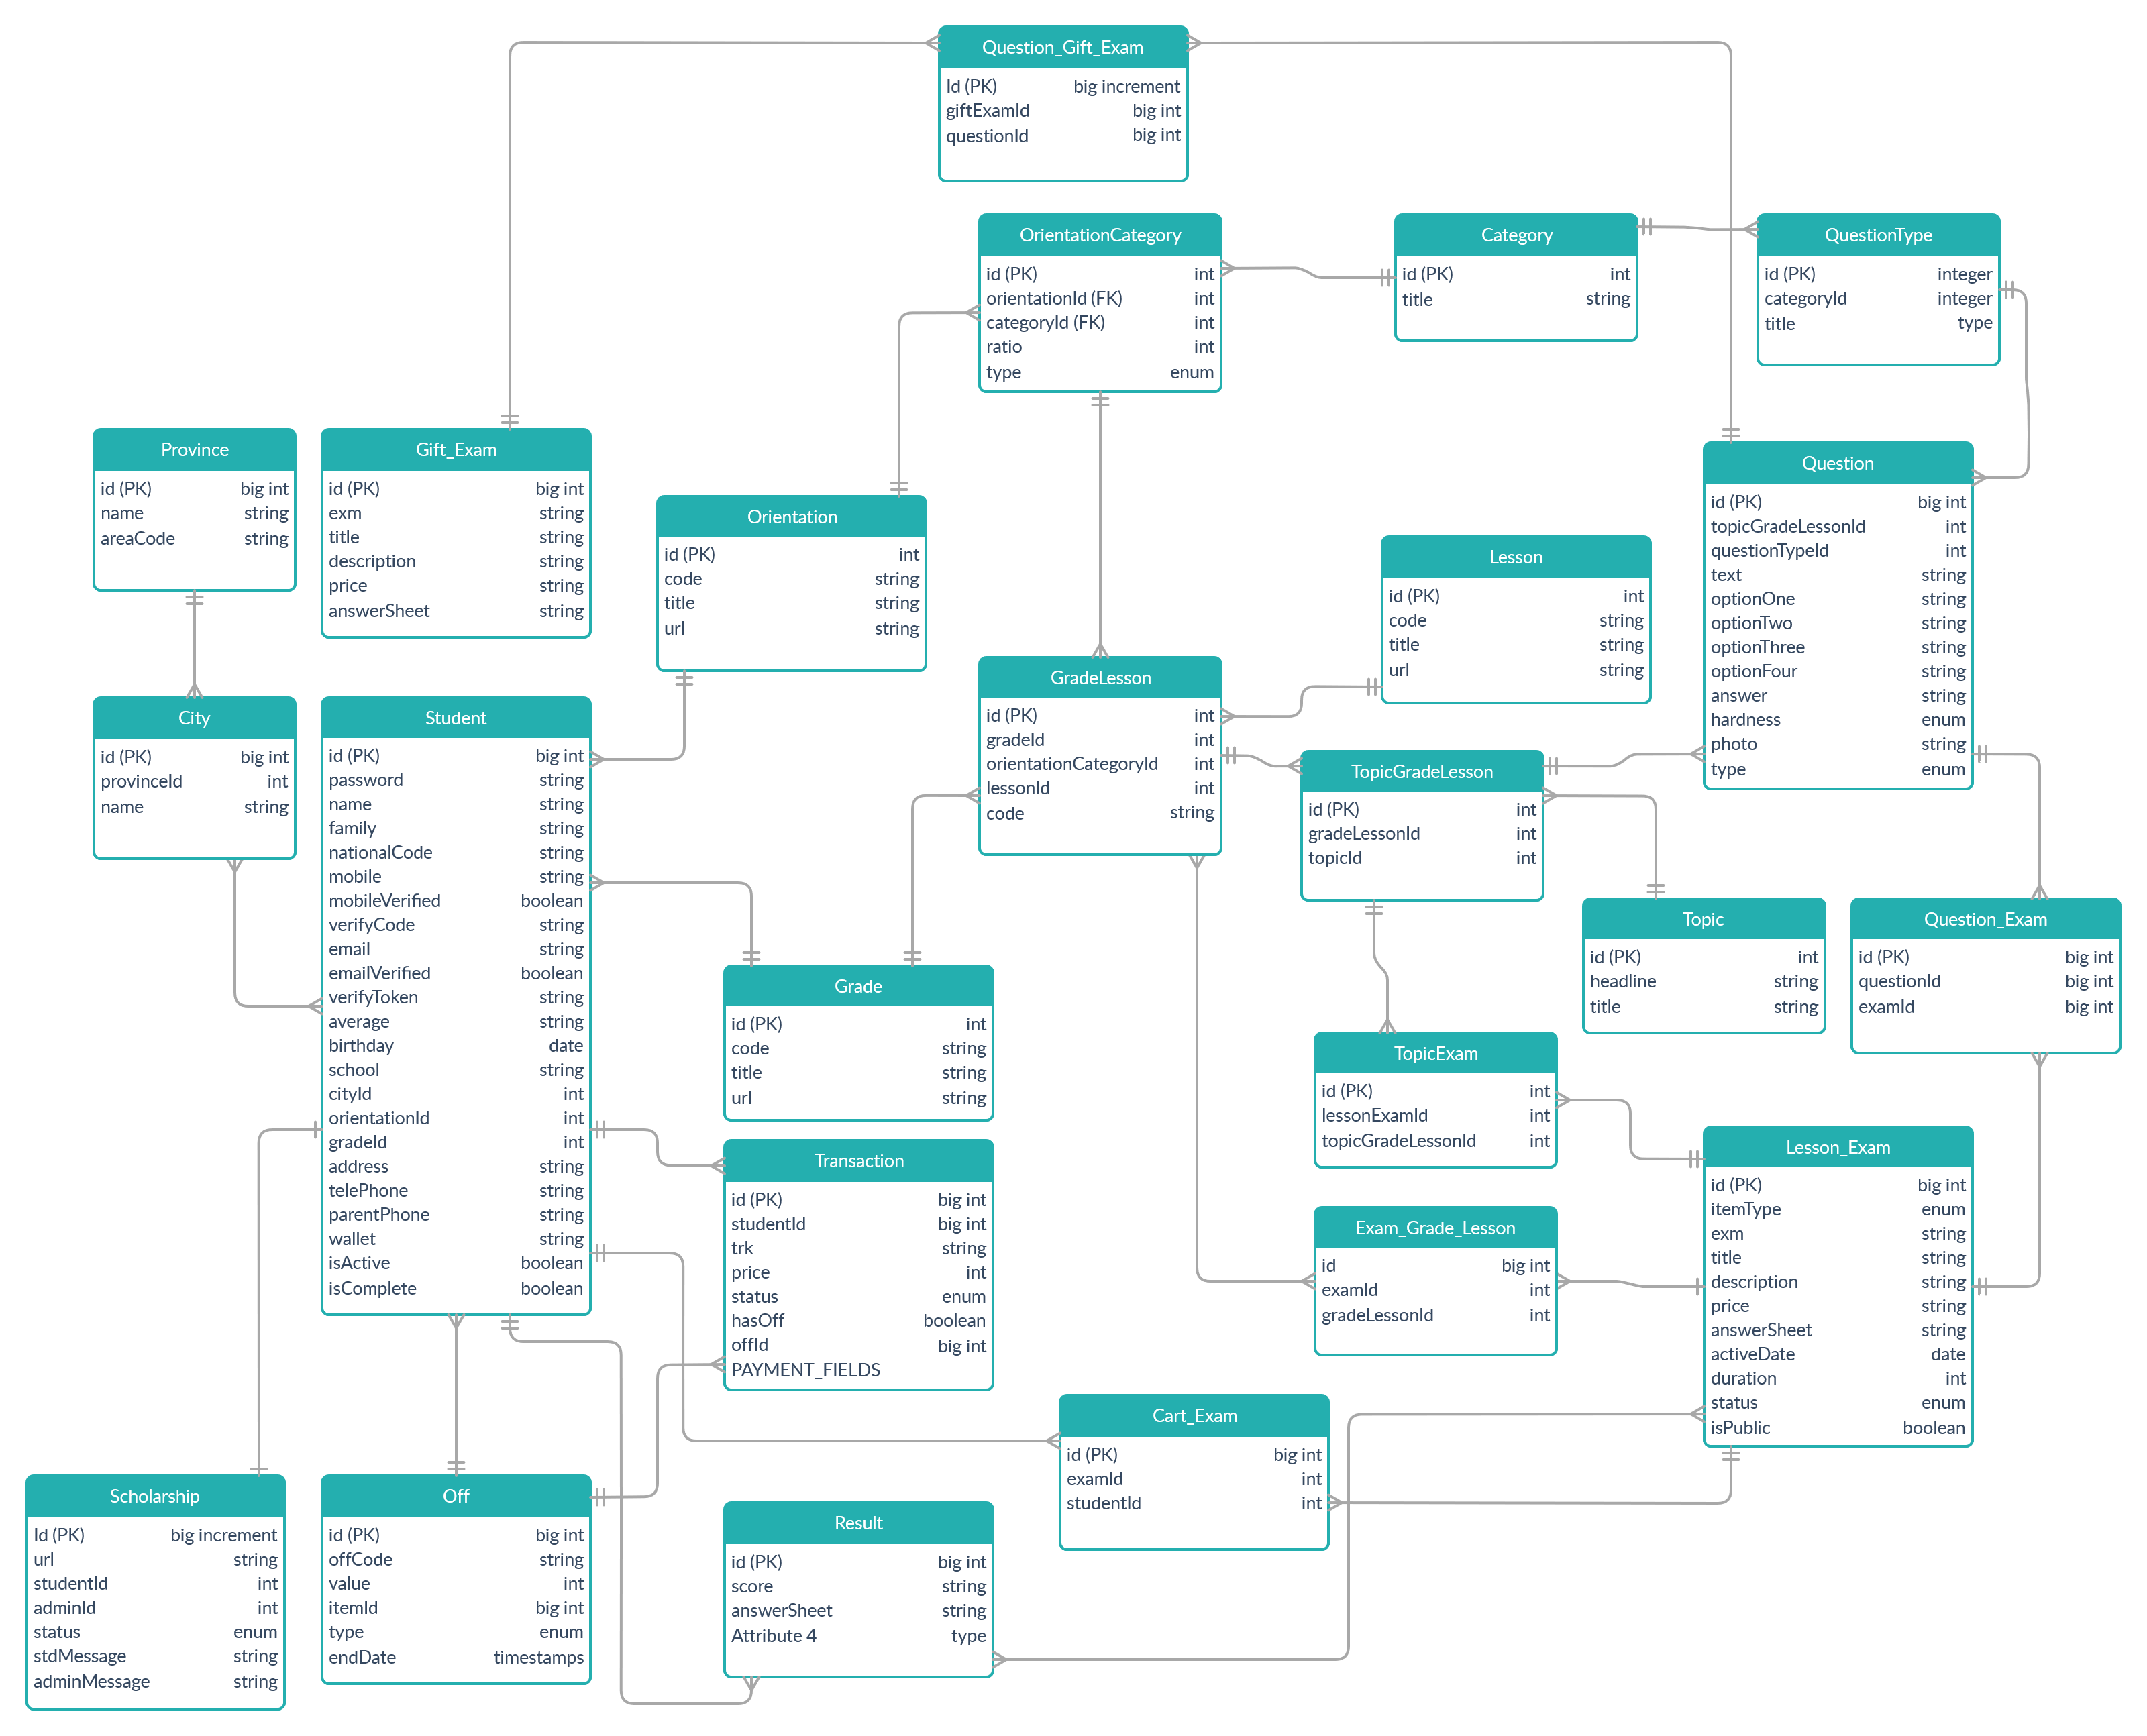 Question_Gift_Exam
Id (PK) big increment
giftExamId big int
questionId big int
OrientationCategory
id (PK) int
orientationId (FK) int
categoryId (FK) int
ratio int
type enum
Category
id (PK) int
title string
QuestionType
id (PK) integer
categoryId integer
title type
Province
id (PK) big int
name string
areaCode string
Gift_Exam
id (PK) big int
exm string
title string
description string
price string
answerSheet string
Orientation
id (PK) int
code string
title string
url string
Question
id (PK) big int
topicGradeLessonId int
questionTypeId int
text string
optionOne string
optionTwo string
optionThree string
optionFour string
answer string
hardness enum
photo string
type enum
Lesson
id (PK) int
code string
title string
url string
City
id (PK) big int
provinceId int
name string
Student
id (PK) big int
password string
name string
family string
nationalCode string
mobile string
mobileVerified boolean
verifyCode string
email string
emailVerified boolean
verifyToken string
average string
birthday date
school string
cityId int
orientationId int
gradeId int
address string
telePhone string
parentPhone string
wallet string
isActive boolean
isComplete boolean
GradeLesson
id (PK) int
gradeId int
orientationCategoryId int
lessonId int
code string
TopicGradeLesson
id (PK) int
gradeLessonId int
topicId int
Topic
id (PK) int
headline string
title string
Question_Exam
id (PK) big int
questionId big int
examId big int
Grade
id (PK) int
code string
title string
url string
TopicExam
id (PK) int
lessonExamId int
topicGradeLessonId int
Transaction
id (PK) big int
studentId big int
trk string
price int
status enum
hasOff boolean
offId big int
PAYMENT_FIELDS
Lesson_Exam
id (PK) big int
itemType enum
exm string
title string
description string
price string
answerSheet string
activeDate date
duration int
status enum
isPublic boolean
Exam_Grade_Lesson
id big int
examId int
gradeLessonId int
Cart_Exam
id (PK) big int
examId int
studentId int
Scholarship
Id (PK) big increment
url string
studentId int
adminId int
status enum
stdMessage string
adminMessage string
Off
id (PK) big int
offCode string
value int
itemId big int
type enum
endDate timestamps
Result
id (PK) big int
score string
answerSheet string
Attribute 4 type